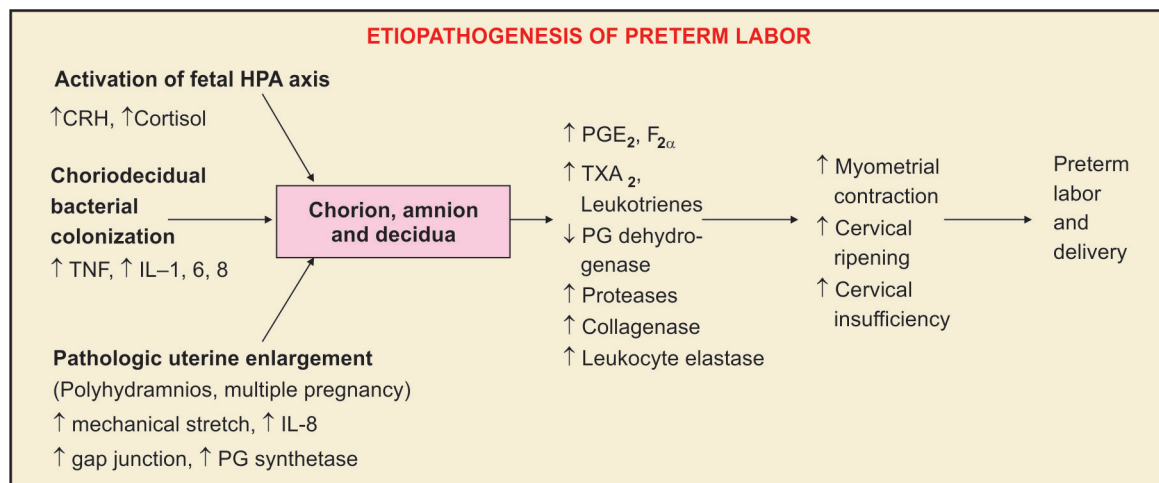 ETIOPATHOGENESIS OF PRETERM LABOR
Activation of fetal HPA axis
↑CRH, ↑Cortisol
Choriodecidual
bacterial
colonization
↑ TNF, ↑ IL–1, 6, 8
Pathologic uterine enlargement
(Polyhydramnios, multiple pregnancy)
↑ mechanical stretch, ↑ IL-8
↑ gap junction, ↑ PG synthetase
Chorion, amnion
and decidua
↑ PGE₂, F₂α
↑ TXA ₂,
Leukotrienes
↓ PG dehydro-
genase
↑ Proteases
↑ Collagenase
↑ Leukocyte elastase
↑ Myometrial
contraction
↑ Cervical
ripening
↑ Cervical
insufficiency
Preterm
labor
and
delivery